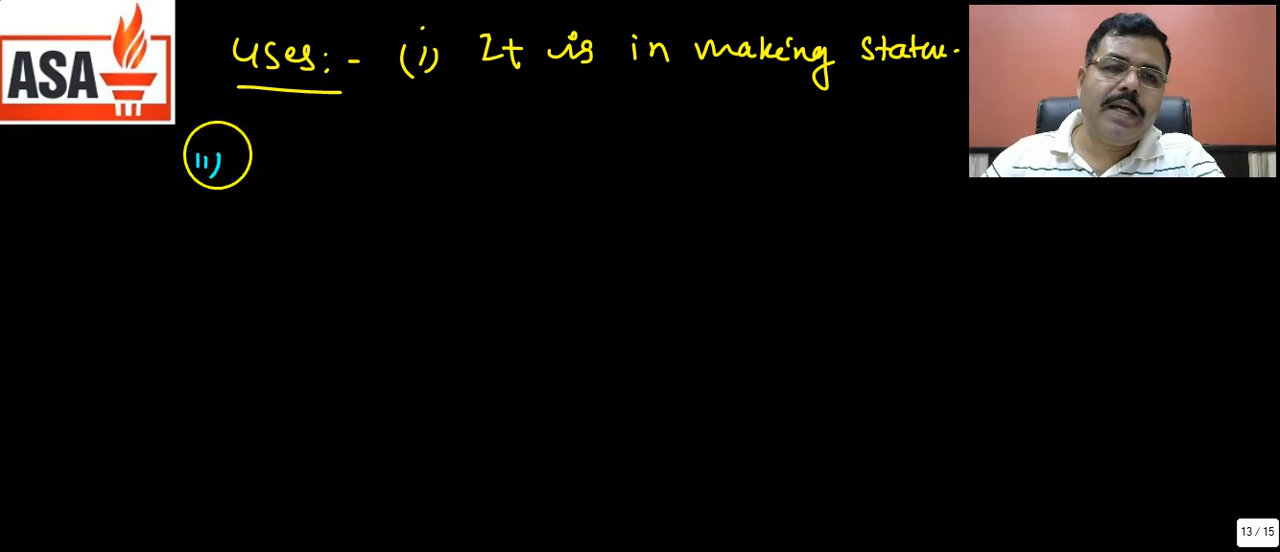 ASA
Uses:- (i) It is in making statue.
ii)
13 / 15